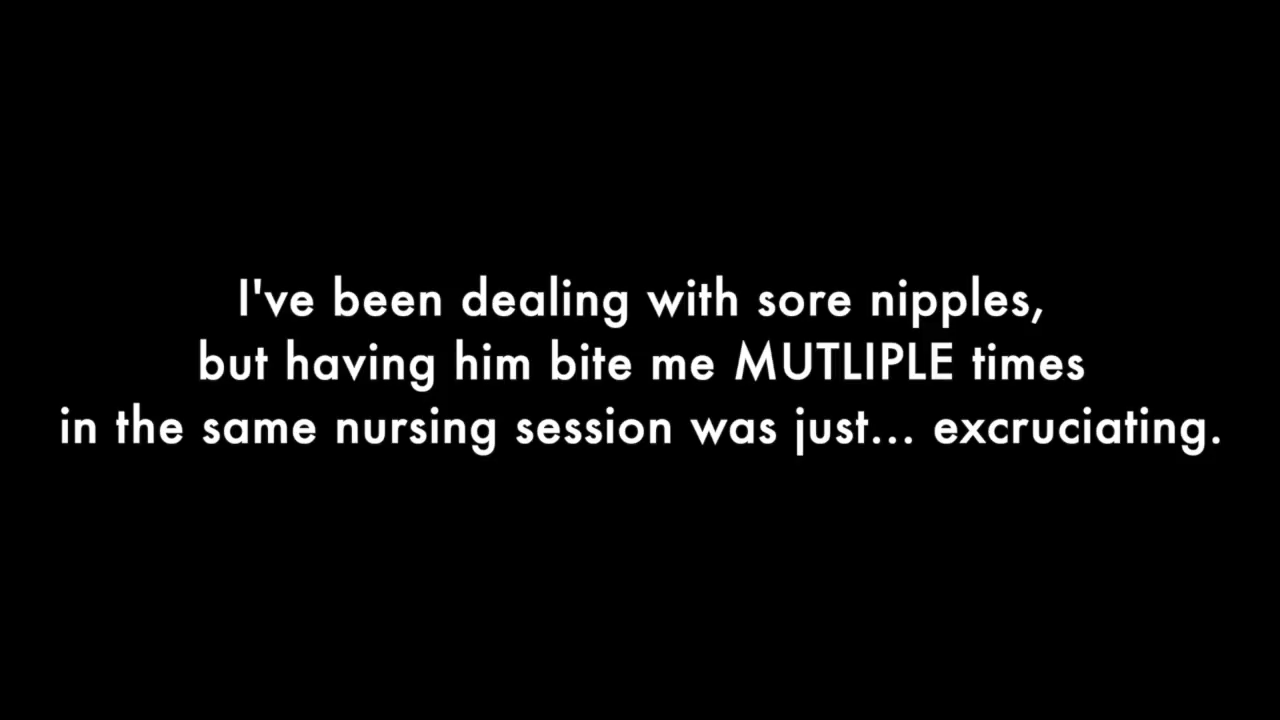 I've been dealing with sore nipples,
but having him bite me MUTLIPLE times
in the same nursing session was just... excruciating.